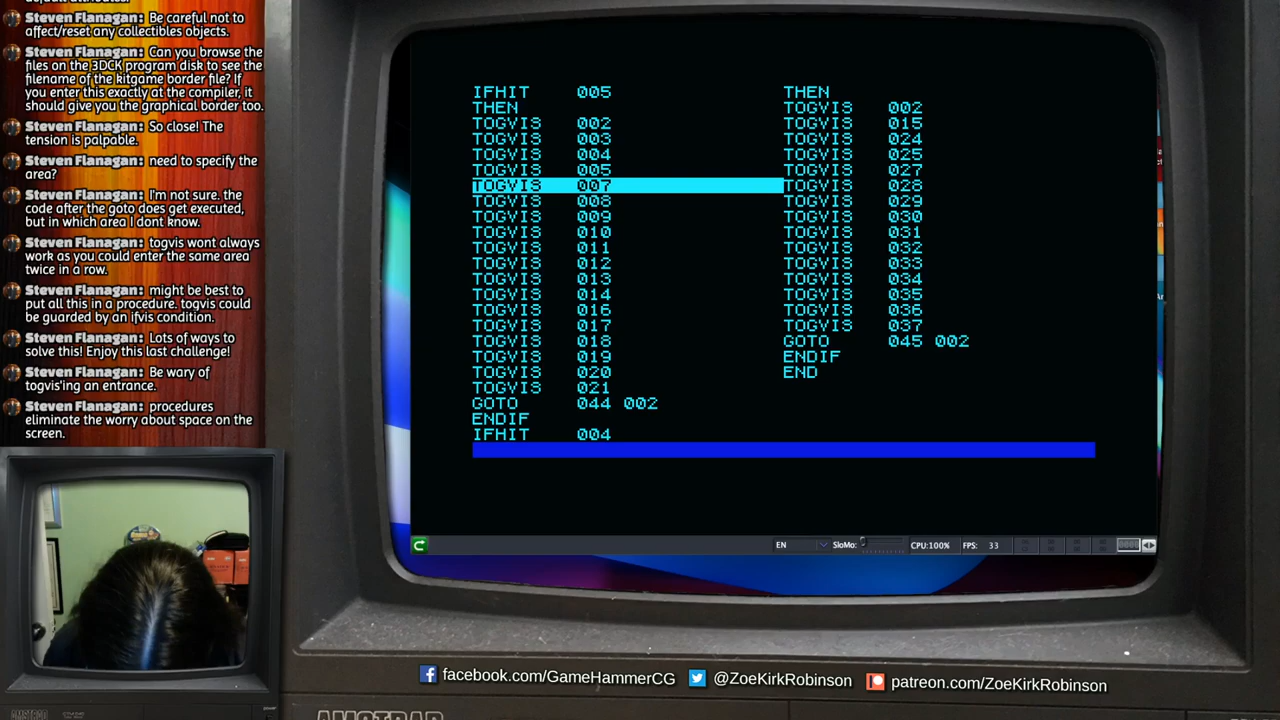 default attributes.
Steven Flanagan: Be careful not to
affect/reset any collectibles objects.
Steven Flanagan: Can you browse the
files on the 3DCK program disk to see the
filename of the kitgame border file? If
you enter this exactly at the compiler, it
should give you the graphical border too.
Steven Flanagan: So close! The
tension is palpable.
Steven Flanagan: need to specify the
area?
Steven Flanagan: I'm not sure. the
code after the goto does get executed,
but in which area I dont know.
Steven Flanagan: togvis wont always
work as you could enter the same area
twice in a row.
Steven Flanagan: might be best to
put all this in a procedure. togvis could
be guarded by an ifvis condition.
Steven Flanagan: Lots of ways to
solve this! Enjoy this last challenge!
Steven Flanagan: Be wary of
togvis'ing an entrance.
Steven Flanagan: procedures
eliminate the worry about space on the
screen.
IFHIT 005
THEN
TOGVIS 002
TOGVIS 003
TOGVIS 004
TOGVIS 005
TOGVIS 007
TOGVIS 008
TOGVIS 009
TOGVIS 010
TOGVIS 011
TOGVIS 012
TOGVIS 013
TOGVIS 014
TOGVIS 016
TOGVIS 017
TOGVIS 018
TOGVIS 019
TOGVIS 020
TOGVIS 021
GOTO 044 002
ENDIF
IFHIT 004
THEN
TOGVIS 002
TOGVIS 015
TOGVIS 024
TOGVIS 025
TOGVIS 027
TOGVIS 028
TOGVIS 029
TOGVIS 030
TOGVIS 031
TOGVIS 032
TOGVIS 033
TOGVIS 034
TOGVIS 035
TOGVIS 036
TOGVIS 037
GOTO 045 002
ENDIF
END
EN SloMo: CPU:100% FPS: 33
facebook.com/GameHammerCG @ZoeKirkRobinson patreon.com/ZoeKirkRobinson
AMSTRAD